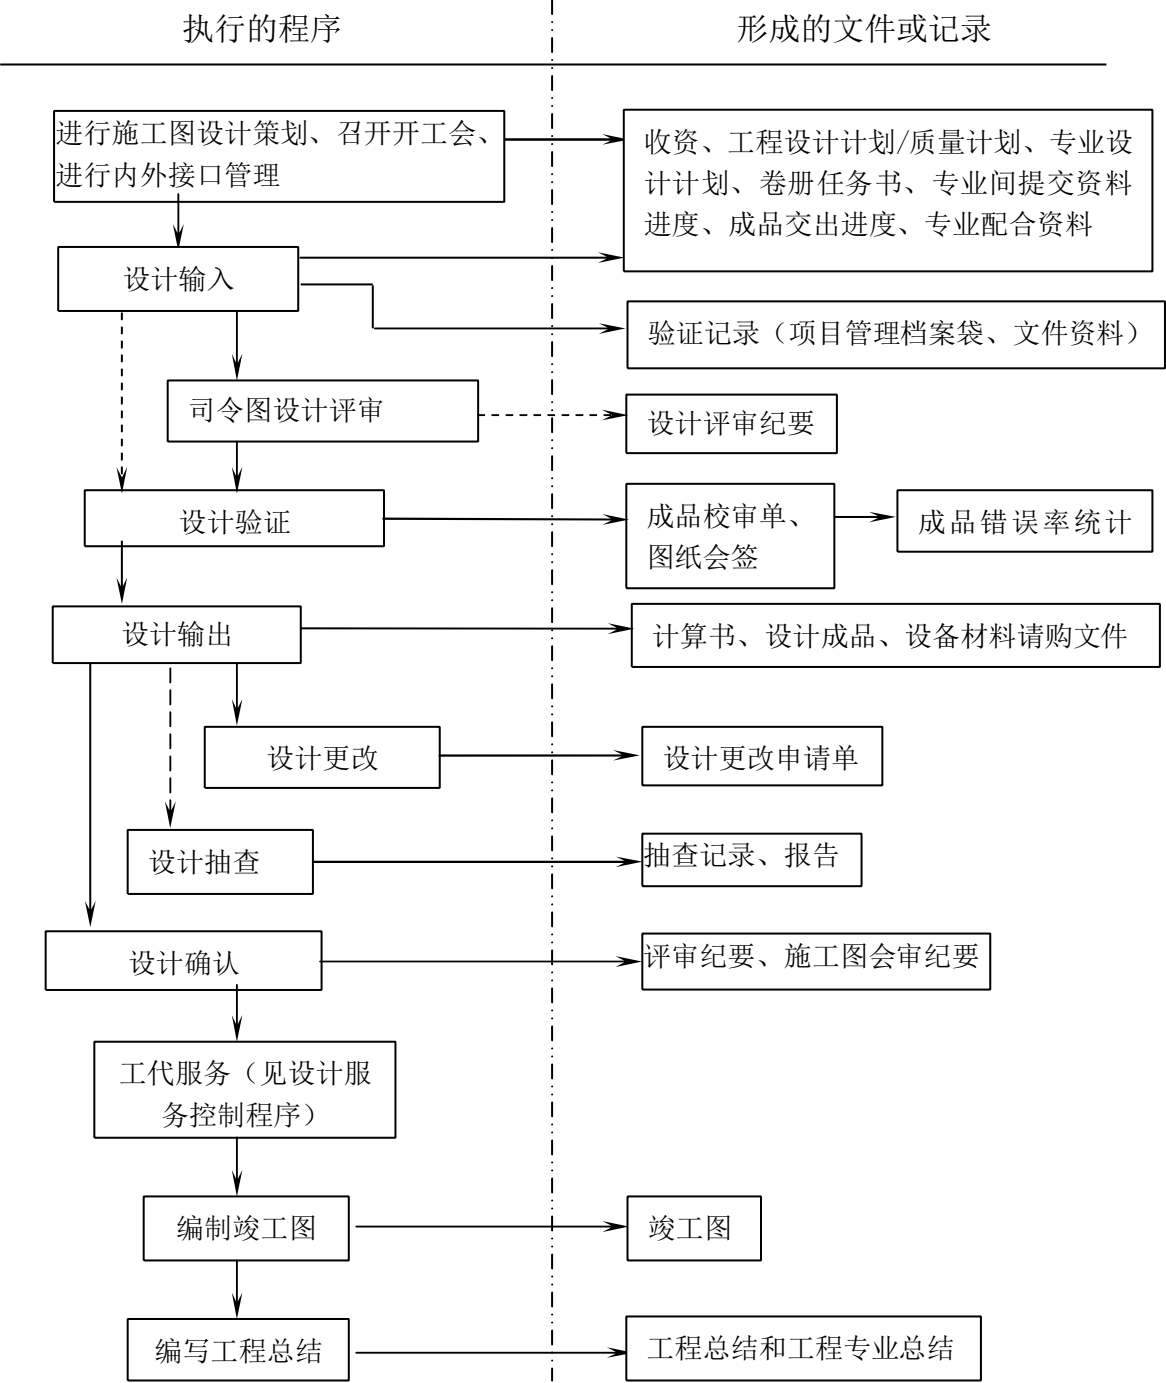 执行的程序
形成的文件或记录
进行施工图设计策划、召开开工会、
进行内外接口管理
收资、工程设计计划/质量计划、专业设
计计划、卷册任务书、专业间提交资料
进度、成品交出进度、专业配合资料
设计输入
验证记录（项目管理档案袋、文件资料）
司令图设计评审
设计评审纪要
设计验证
成品校审单、
图纸会签
成品错误率统计
设计输出
计算书、设计成品、设备材料请购文件
设计更改
设计更改申请单
设计抽查
抽查记录、报告
设计确认
评审纪要、施工图会审纪要
工代服务（见设计服
务控制程序）
编制竣工图
竣工图
编写工程总结
工程总结和工程专业总结